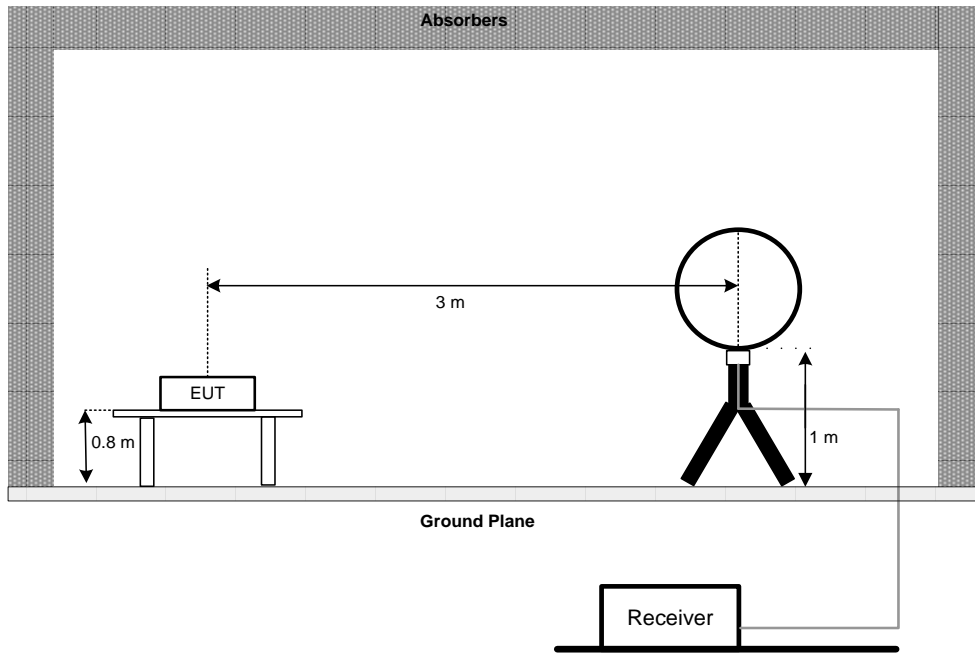 Absorbers
3 m
EUT
0.8 m
1 m
Ground Plane
Receiver